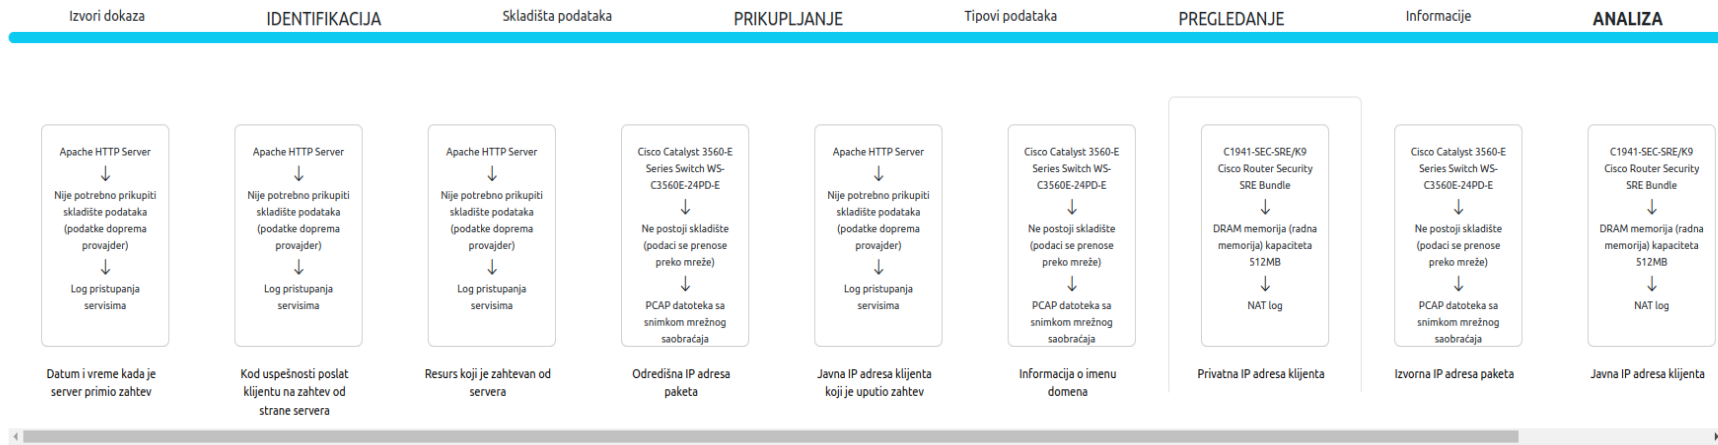 Izvori dokaza
IDENTIFIKACIJA
Skladišta podataka
PRIKUPLJANJE
Tipovi podataka
PREGLEDANJE
Informacije
ANALIZA
Apache HTTP Server
↓
Nije potrebno prikupiti
skladište podataka
(podatke doprema
provajder)
↓
Log pristupanja
servisima
Datum i vreme kada je
server primio zahtev
Apache HTTP Server
↓
Nije potrebno prikupiti
skladište podataka
(podatke doprema
provajder)
↓
Log pristupanja
servisima
Kod uspešnosti poslat
klijentu na zahtev od
strane servera
Apache HTTP Server
↓
Nije potrebno prikupiti
skladište podataka
(podatke doprema
provajder)
↓
Log pristupanja
servisima
Resurs koji je zahtevan od
servera
Cisco Catalyst 3560-E
Series Switch WS-
C3560E-24PD-E
↓
Ne postoji skladište
(podaci se prenose
preko mreže)
↓
PCAP datoteka sa
snimkom mrežnog
saobraćaja
Odredišna IP adresa
paketa
Apache HTTP Server
↓
Nije potrebno prikupiti
skladište podataka
(podatke doprema
provajder)
↓
Log pristupanja
servisima
Javna IP adresa klijenta
koji je uputio zahtev
Cisco Catalyst 3560-E
Series Switch WS-
C3560E-24PD-E
↓
Ne postoji skladište
(podaci se prenose
preko mreže)
↓
PCAP datoteka sa
snimkom mrežnog
saobraćaja
Informacija o imenu
domena
C1941-SEC-SRE/K9
Cisco Router Security
SRE Bundle
↓
DRAM memorija (radna
memorija) kapaciteta
512MB
↓
NAT log
Privatna IP adresa klijenta
Cisco Catalyst 3560-E
Series Switch WS-
C3560E-24PD-E
↓
Ne postoji skladište
(podaci se prenose
preko mreže)
↓
PCAP datoteka sa
snimkom mrežnog
saobraćaja
Izvorna IP adresa paketa
C1941-SEC-SRE/K9
Cisco Router Security
SRE Bundle
↓
DRAM memorija (radna
memorija) kapaciteta
512MB
↓
NAT log
Javna IP adresa klijenta